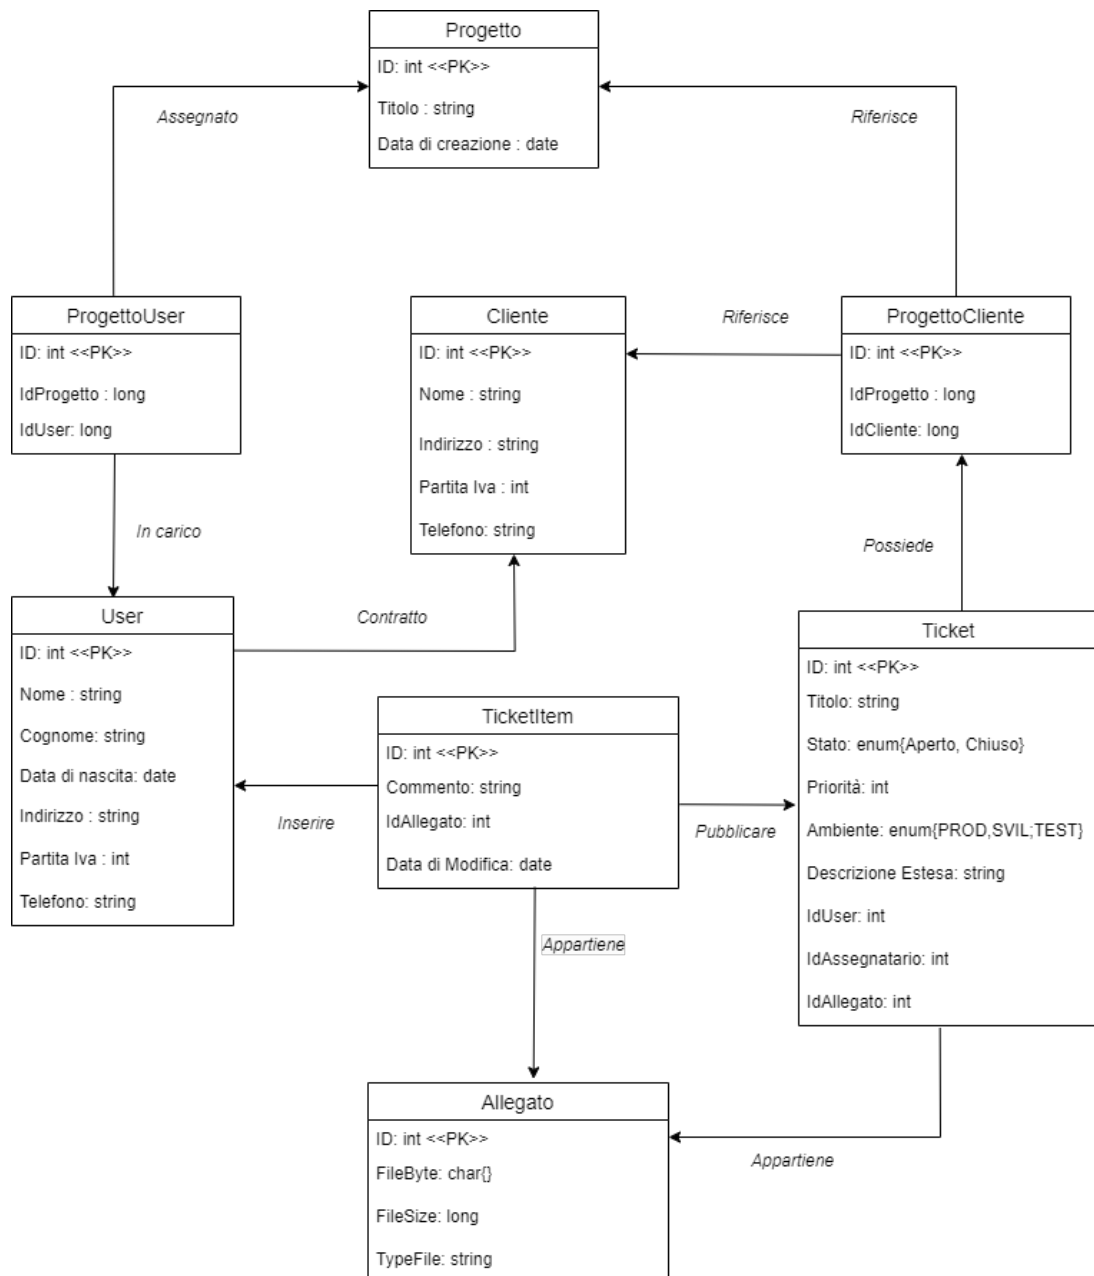 Progetto
ID: int <<PK>>
Titolo : string
Data di creazione : date
Assegnato
Riferisce
ProgettoUser
ID: int <<PK>>
IdProgetto : long
IdUser: long
Cliente
ID: int <<PK>>
Nome : string
Indirizzo : string
Partita Iva : int
Telefono: string
Riferisce
ProgettoCliente
ID: int <<PK>>
IdProgetto : long
IdCliente: long
In carico
Possiede
User
ID: int <<PK>>
Nome : string
Cognome: string
Data di nascita: date
Indirizzo : string
Partita Iva : int
Telefono: string
Contratto
Inserire
TicketItem
ID: int <<PK>>
Commento: string
IdAllegato: int
Data di Modifica: date
Pubblicare
Ticket
ID: int <<PK>>
Titolo: string
Stato: enum{Aperto, Chiuso}
Priorità: int
Ambiente: enum{PROD,SVIL;TEST}
Descrizione Estesa: string
IdUser: int
IdAssegnatario: int
IdAllegato: int
Appartiene
Allegato
ID: int <<PK>>
FileByte: char{}
FileSize: long
TypeFile: string
Appartiene